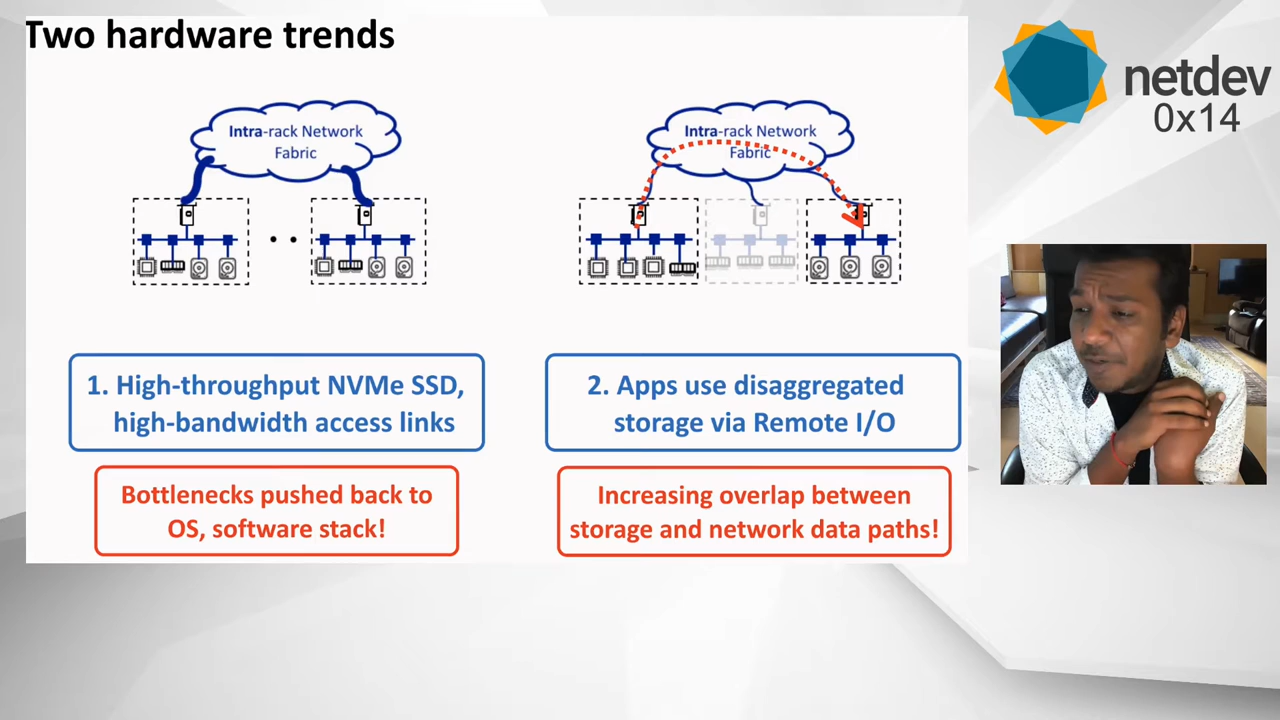 Two hardware trends
Intra-rack Network
Fabric
Intra-rack Network
Fabric
1. High-throughput NVMe SSD,
high-bandwidth access links
2. Apps use disaggregated
storage via Remote I/O
Bottlenecks pushed back to
OS, software stack!
Increasing overlap between
storage and network data paths!
netdev
0x14